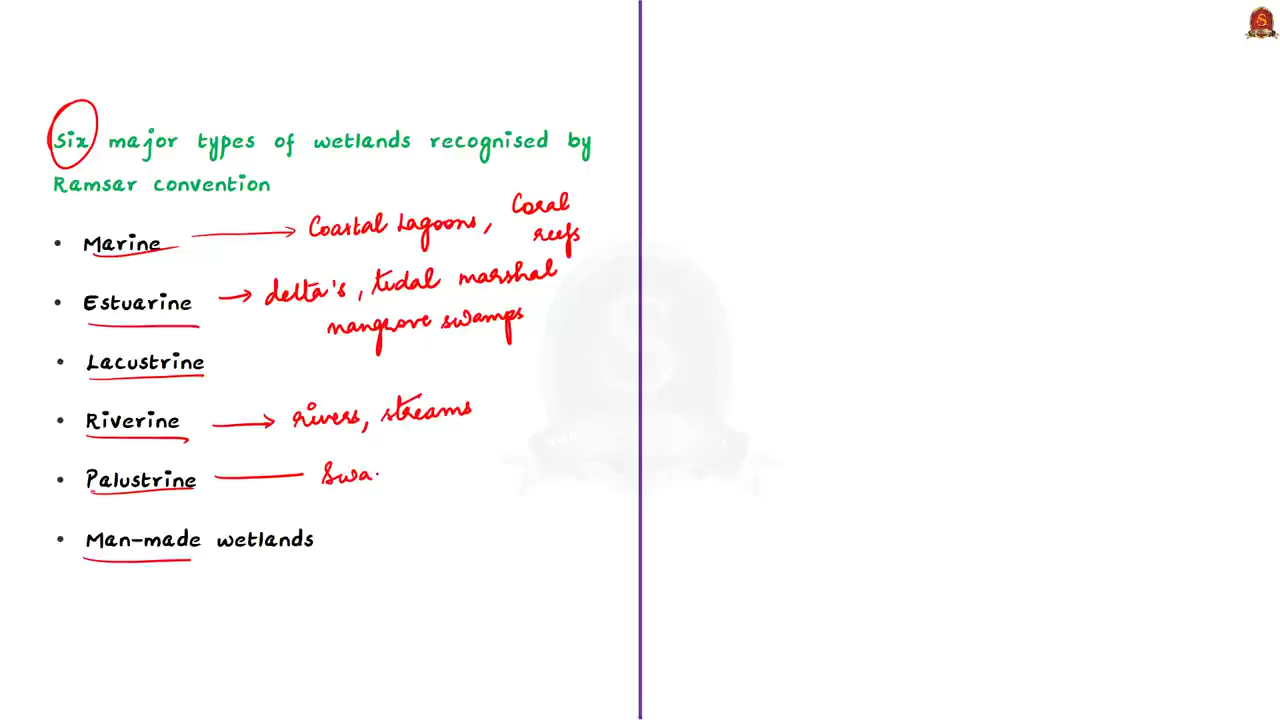 Six major types of wetlands recognised by
Ramsar convention
• Marine → Coastal Lagoons, Coral
reefs
• Estuarine → delta's, tidal marshal
mangrove swamps
• Lacustrine
• Riverine → rivers, streams
• Palustrine — Swa
• Man-made wetlands